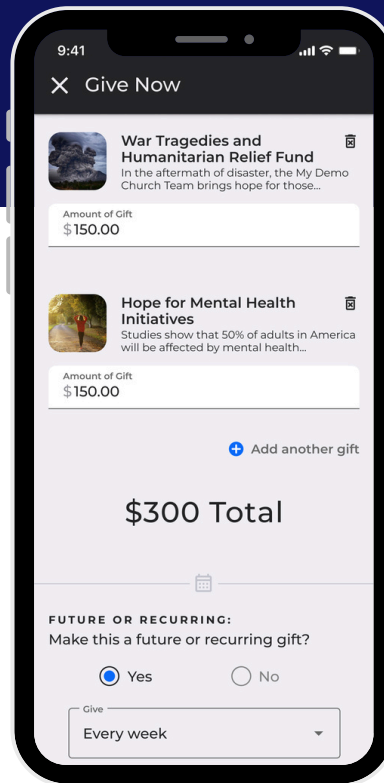 9:41
Give Now
War Tragedies and
Humanitarian Relief Fund
In the aftermath of disaster, the My Demo
Church Team brings hope for those...
Amount of Gift
$150.00
Hope for Mental Health
Initiatives
Studies show that 50% of adults in America
will be affected by mental health...
Amount of Gift
$150.00
Add another gift
$300 Total
FUTURE OR RECURRING:
Make this a future or recurring gift?
Yes
No
Give
Every week